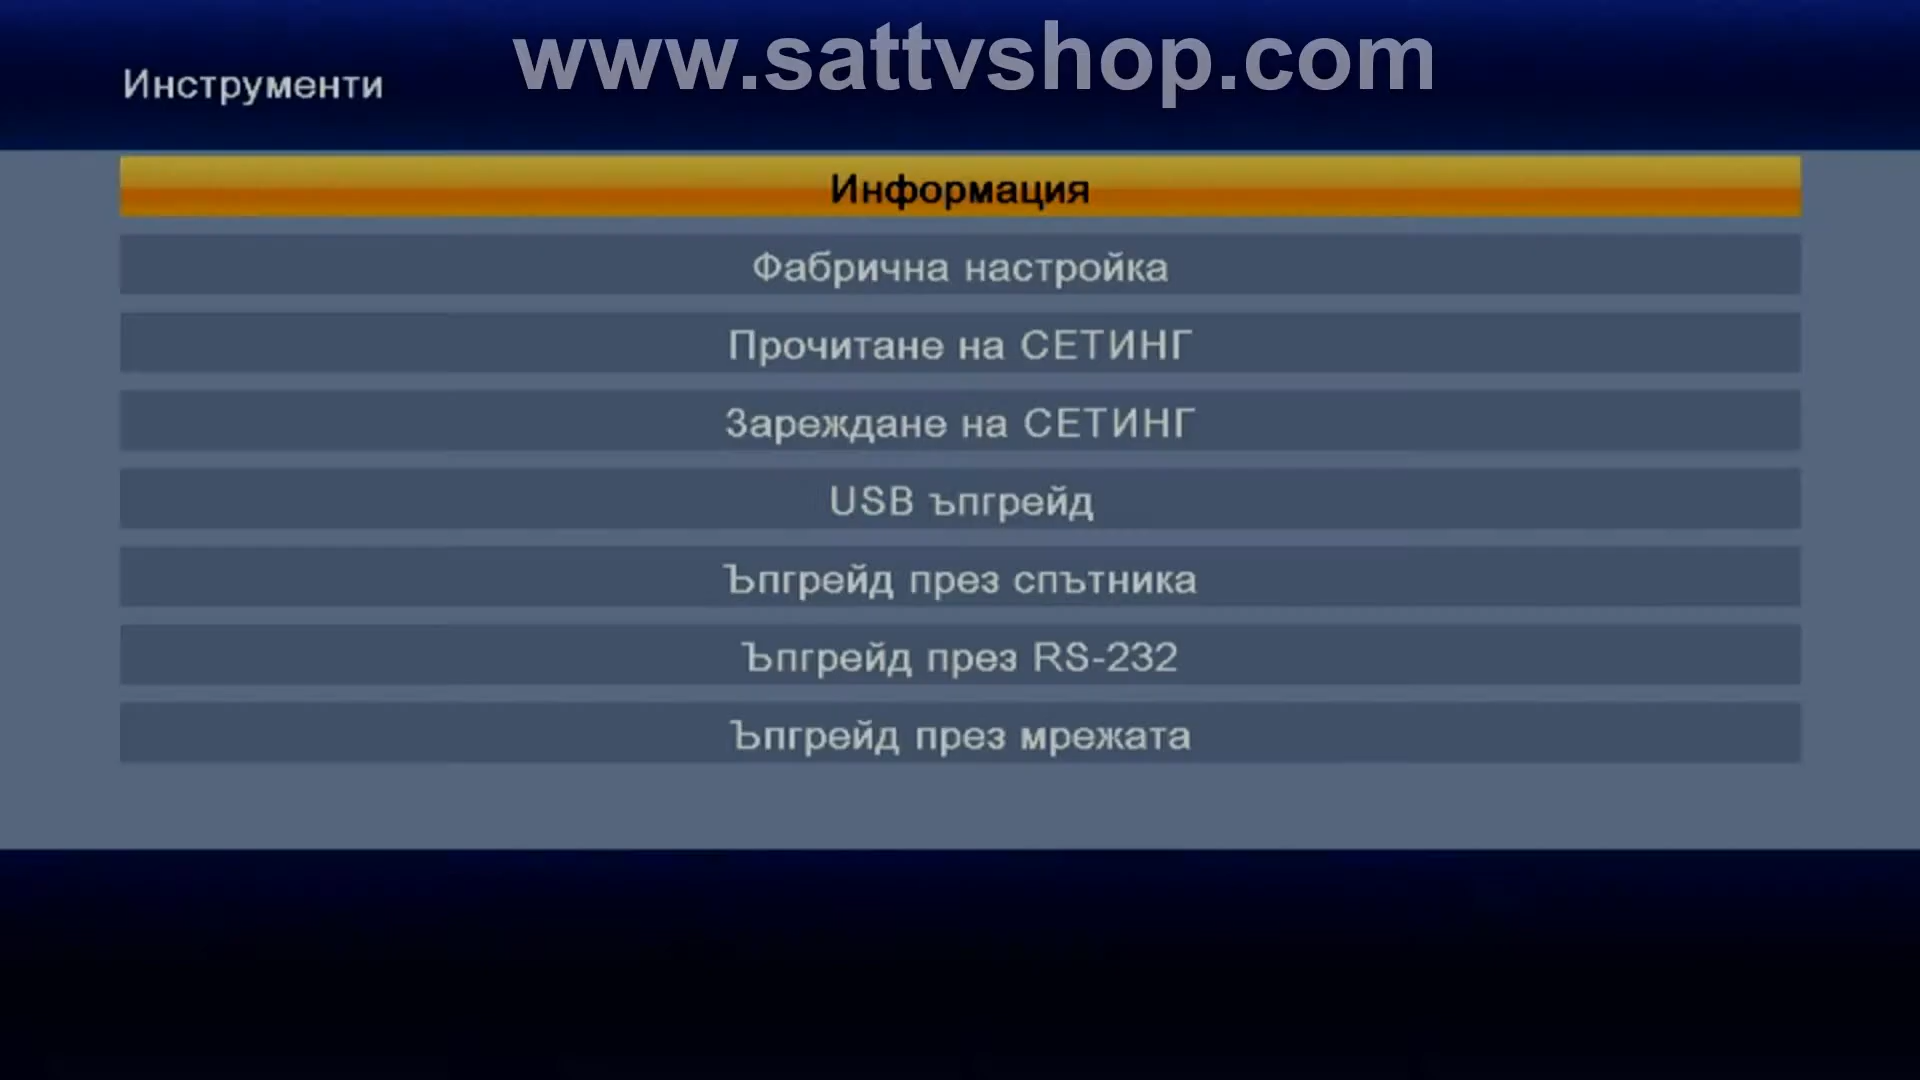 www.sattvshop.com
Инструменти
Информация
Фабрична настройка
Прочитане на СЕТИНГ
Зареждане на СЕТИНГ
USB ъпгрейд
Ъпгрейд през спътника
Ъпгрейд през RS-232
Ъпгрейд през мрежата